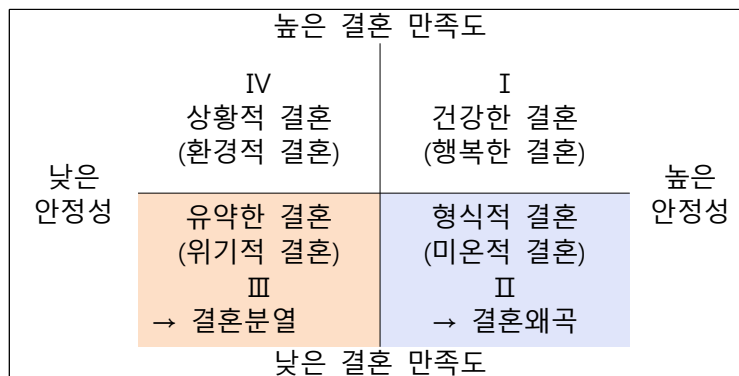 높은 결혼 만족도
Ⅳ
상황적 결혼
(환경적 결혼)
Ⅰ
건강한 결혼
(행복한 결혼)
낮은
안정성
높은
안정성
유약한 결혼
(위기적 결혼)
Ⅲ
→ 결혼분열
형식적 결혼
(미온적 결혼)
Ⅱ
→ 결혼왜곡
낮은 결혼 만족도